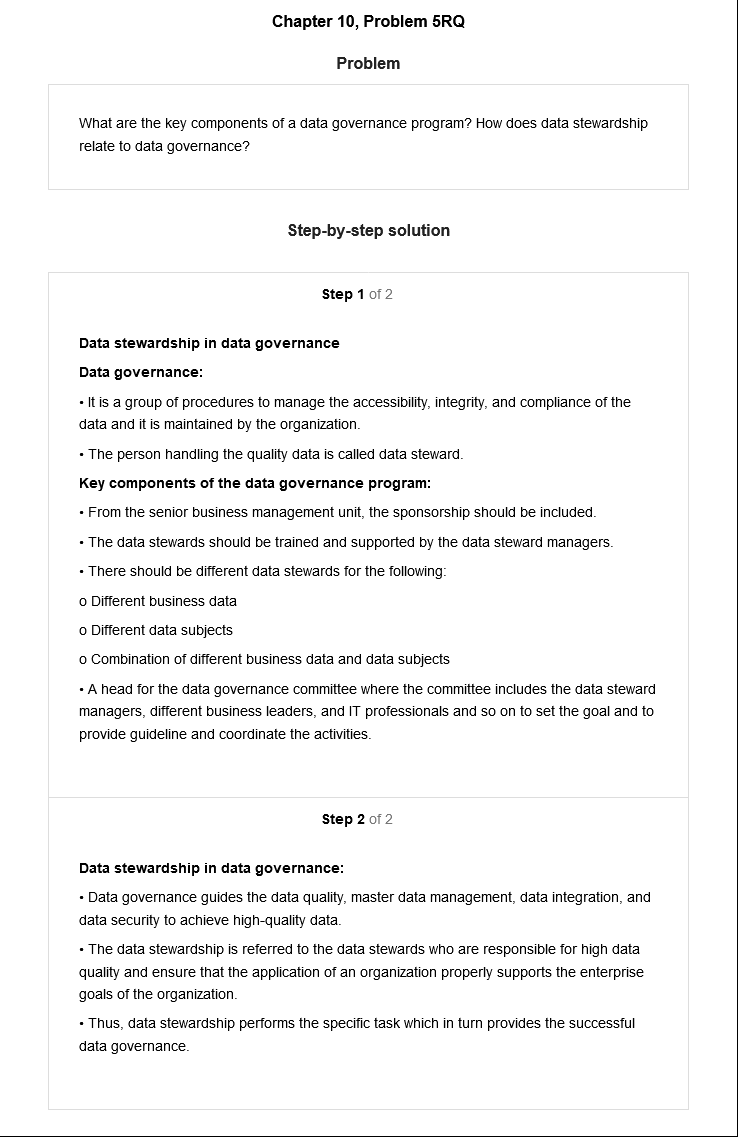 Chapter 10, Problem 5RQ
Problem
What are the key components of a data governance program? How does data stewardship
relate to data governance?
Step-by-step solution
Step 1 of 2
Data stewardship in data governance
Data governance:
• It is a group of procedures to manage the accessibility, integrity, and compliance of the
data and it is maintained by the organization.
• The person handling the quality data is called data steward.
Key components of the data governance program:
• From the senior business management unit, the sponsorship should be included.
• The data stewards should be trained and supported by the data steward managers.
• There should be different data stewards for the following:
o Different business data
o Different data subjects
o Combination of different business data and data subjects
• A head for the data governance committee where the committee includes the data steward
managers, different business leaders, and IT professionals and so on to set the goal and to
provide guideline and coordinate the activities.
Step 2 of 2
Data stewardship in data governance:
• Data governance guides the data quality, master data management, data integration, and
data security to achieve high-quality data.
• The data stewardship is referred to the data stewards who are responsible for high data
quality and ensure that the application of an organization properly supports the enterprise
goals of the organization.
• Thus, data stewardship performs the specific task which in turn provides the successful
data governance.